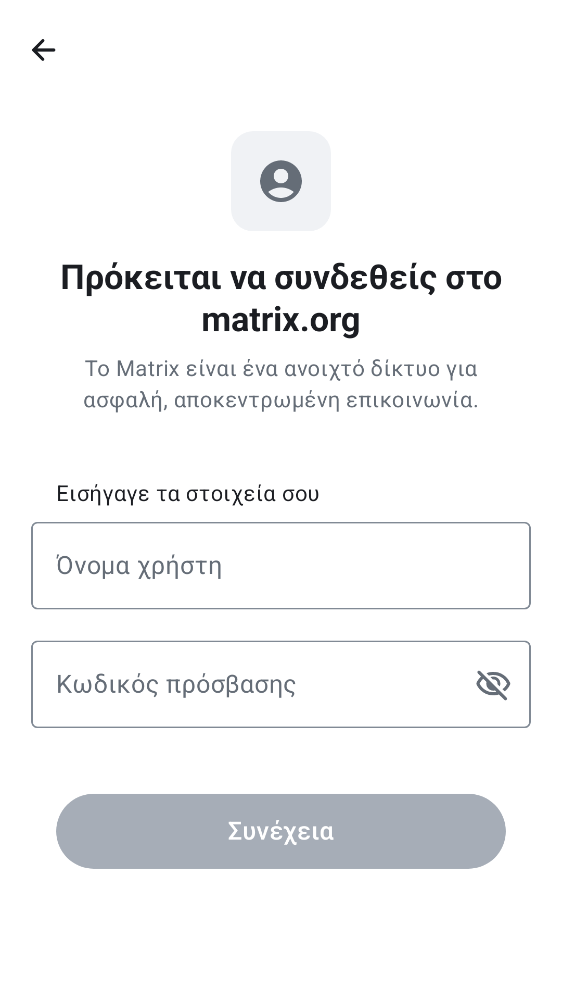 Πρόκειται να συνδεθείς στο
matrix.org
Το Matrix είναι ένα ανοιχτό δίκτυο για
ασφαλή, αποκεντρωμένη επικοινωνία.
Εισήγαγε τα στοιχεία σου
Όνομα χρήστη
Κωδικός πρόσβασης
Συνέχεια